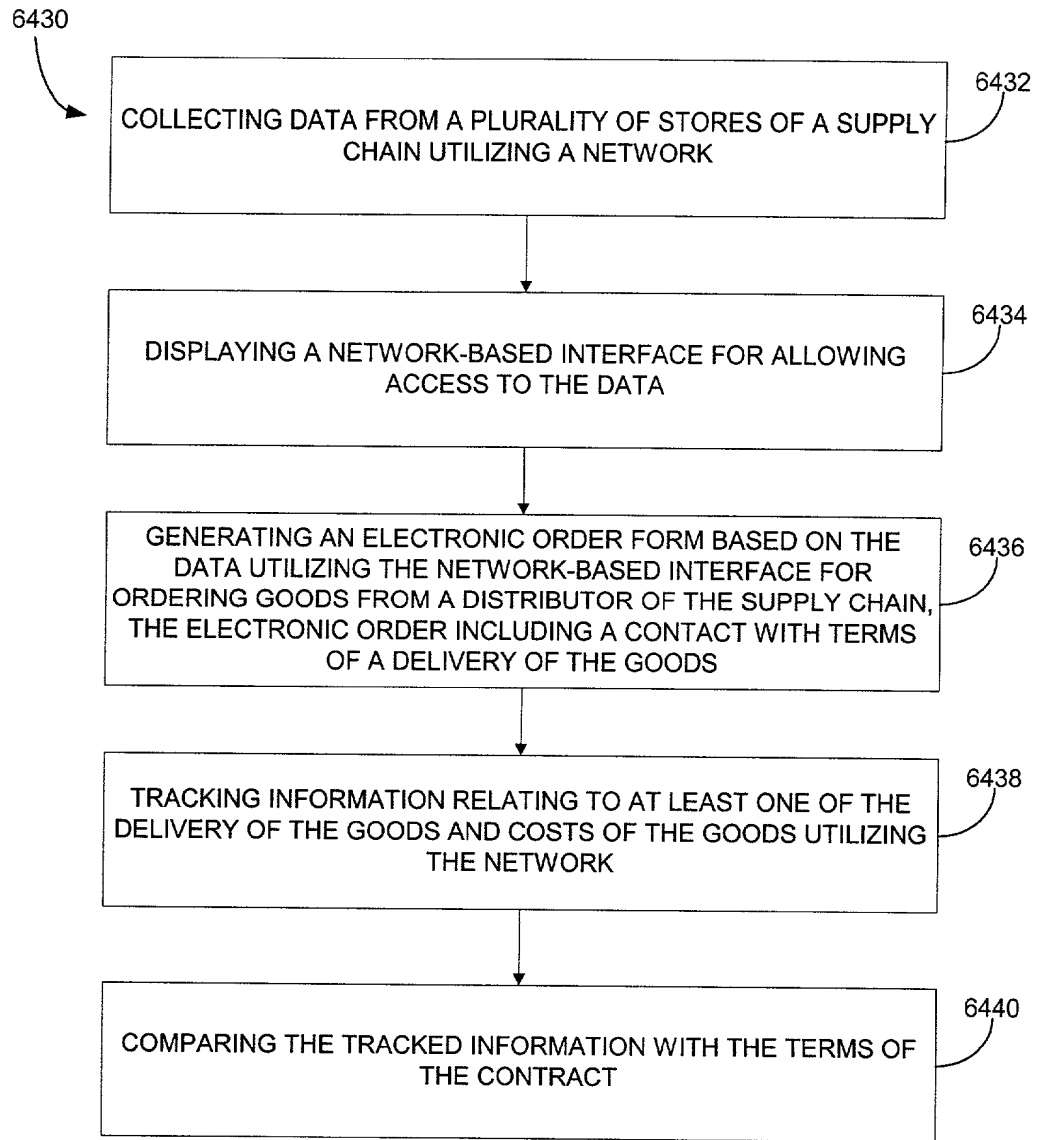 6430
6432
COLLECTING DATA FROM A PLURALITY OF STORES OF A SUPPLY
CHAIN UTILIZING A NETWORK
6434
DISPLAYING A NETWORK-BASED INTERFACE FOR ALLOWING
ACCESS TO THE DATA
6436
GENERATING AN ELECTRONIC ORDER FORM BASED ON THE
DATA UTILIZING THE NETWORK-BASED INTERFACE FOR
ORDERING GOODS FROM A DISTRIBUTOR OF THE SUPPLY CHAIN,
THE ELECTRONIC ORDER INCLUDING A CONTACT WITH TERMS
OF A DELIVERY OF THE GOODS
6438
TRACKING INFORMATION RELATING TO AT LEAST ONE OF THE
DELIVERY OF THE GOODS AND COSTS OF THE GOODS UTILIZING
THE NETWORK
6440
COMPARING THE TRACKED INFORMATION WITH THE TERMS OF
THE CONTRACT